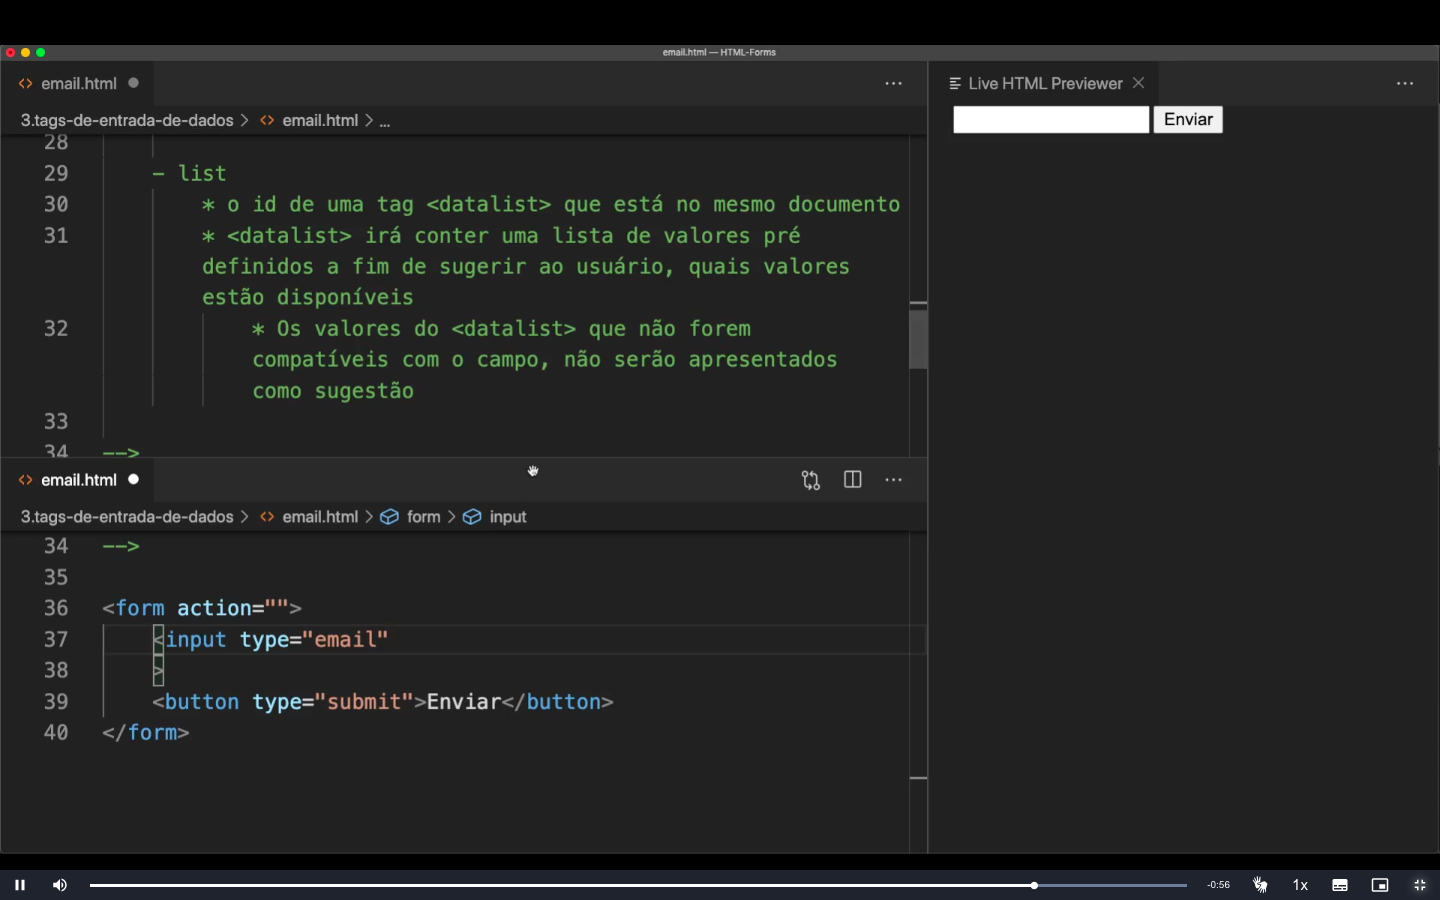 email.html — HTML-Forms
email.html
Live HTML Previewer
3.tags-de-entrada-de-dados > email.html > ...
Enviar
28
29 - list
30 * o id de uma tag <datalist> que está no mesmo documento
31 * <datalist> irá conter uma lista de valores pré
definidos a fim de sugerir ao usuário, quais valores
estão disponíveis
32 * Os valores do <datalist> que não forem
compatíveis com o campo, não serão apresentados
como sugestão
33
34 -->
email.html
3.tags-de-entrada-de-dados > email.html > form > input
34 -->
35
36 <form action="">
37 <input type="email"
38 >
39 <button type="submit">Enviar</button>
40 </form>
-0:56
1x